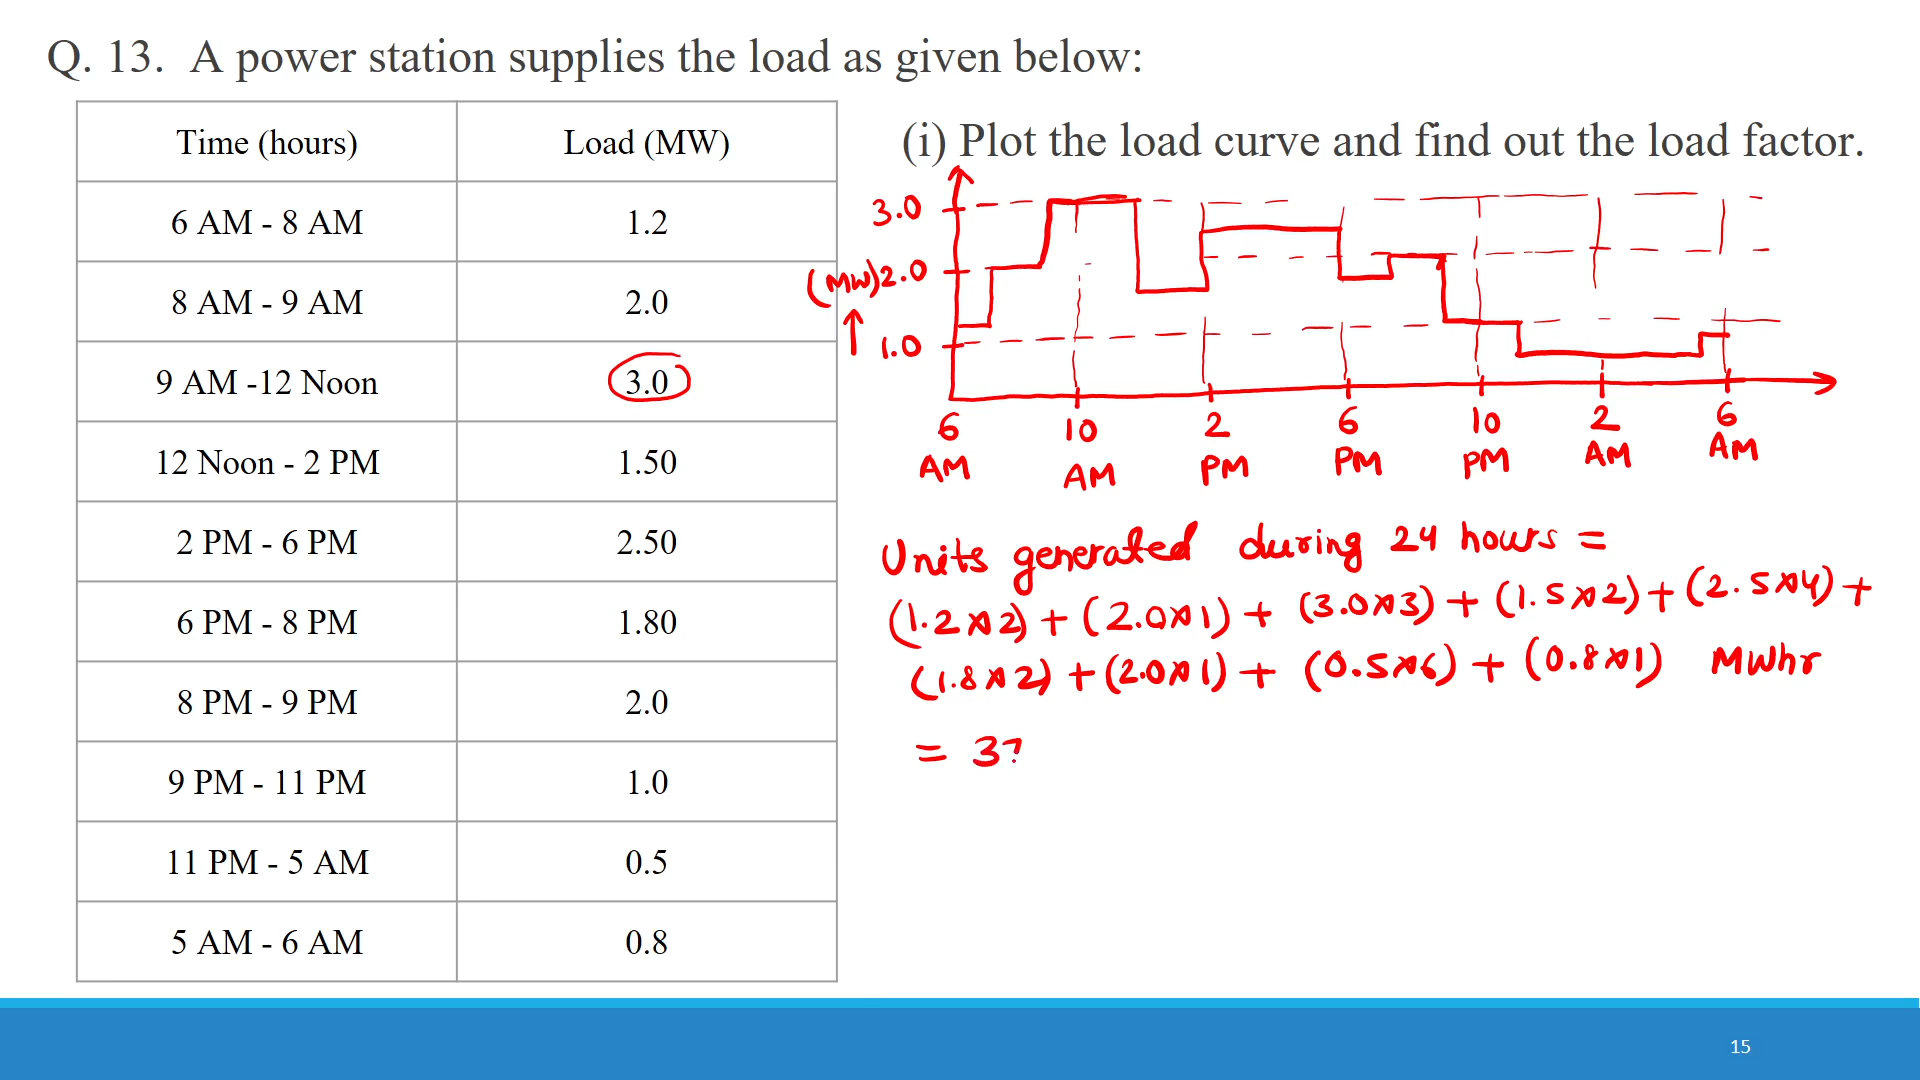 Q. 13. A power station supplies the load as given below:
Time (hours) Load (MW)
6 AM - 8 AM 1.2
8 AM - 9 AM 2.0
9 AM -12 Noon 3.0
12 Noon - 2 PM 1.50
2 PM - 6 PM 2.50
6 PM - 8 PM 1.80
8 PM - 9 PM 2.0
9 PM - 11 PM 1.0
11 PM - 5 AM 0.5
5 AM - 6 AM 0.8
(i) Plot the load curve and find out the load factor.
3.0
(MW) 2.0
1.0
6 10 2 6 10 2 6
AM AM PM PM PM AM AM
Units generated during 24 hours =
(1.2×2) + (2.0×1) + (3.0×3) + (1.5×2) + (2.5×4) +
(1.8×2) + (2.0×1) + (0.5×6) + (0.8×1) MWhr
= 37
15